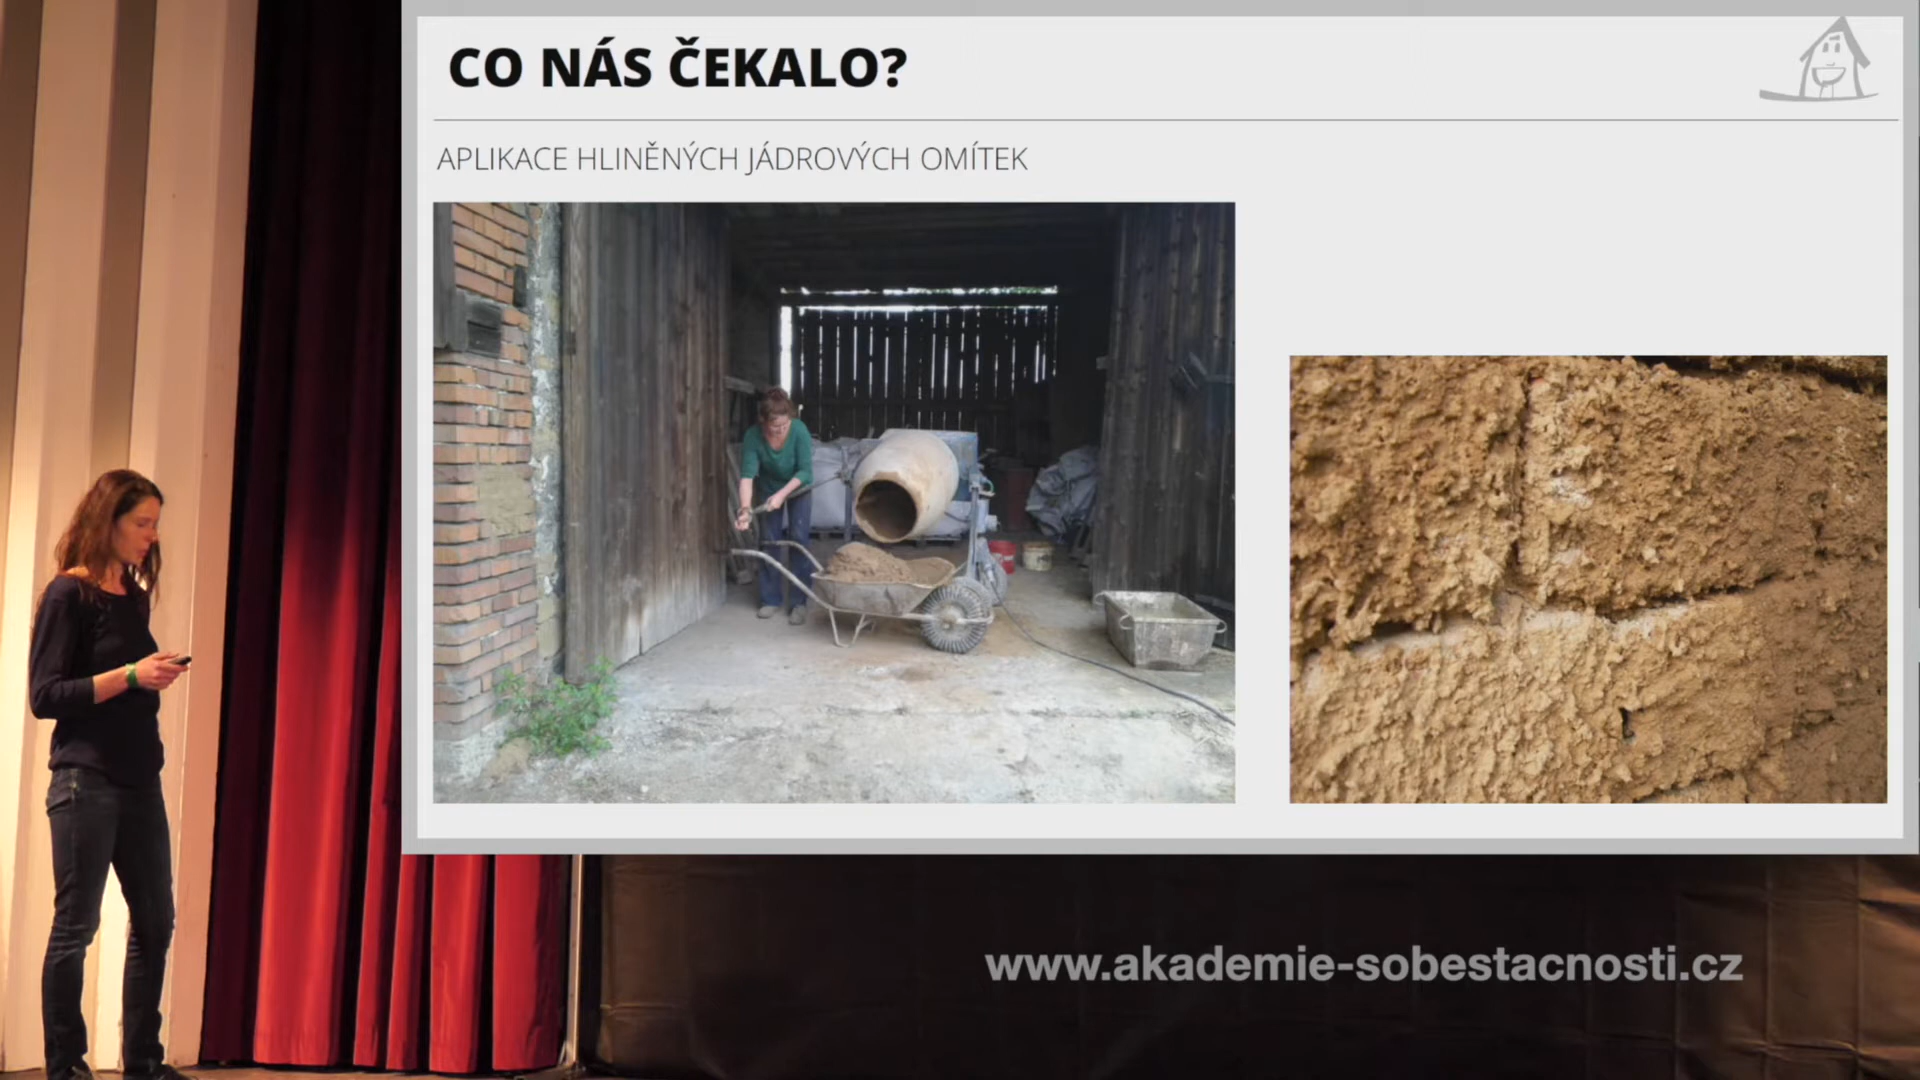 CO NÁS ČEKALO?
APLIKACE HLINĚNÝCH JÁDROVÝCH OMÍTEK
www.akademie-sobestacnosti.cz